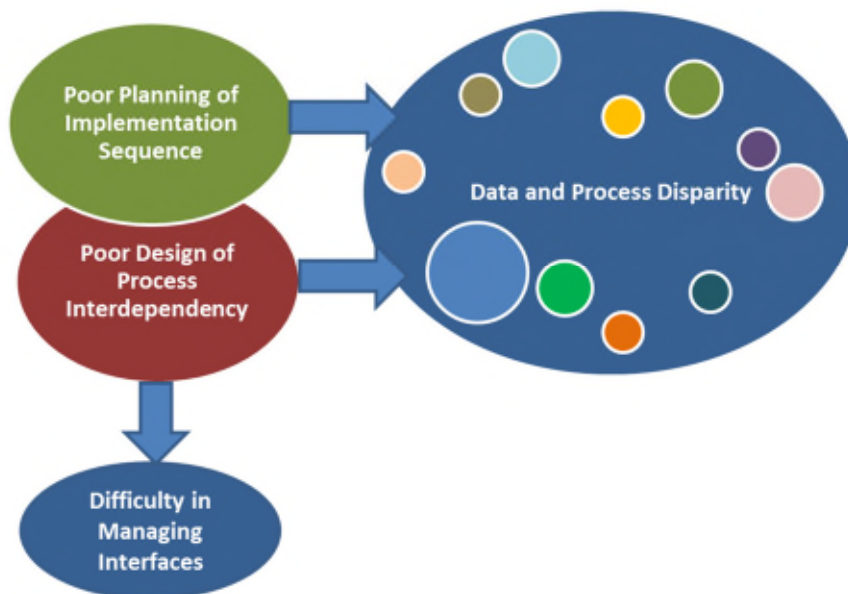 Poor Planning of
Implementation
Sequence
Data and Process Disparity
Poor Design of
Process
Interdependency
Difficulty in
Managing
Interfaces